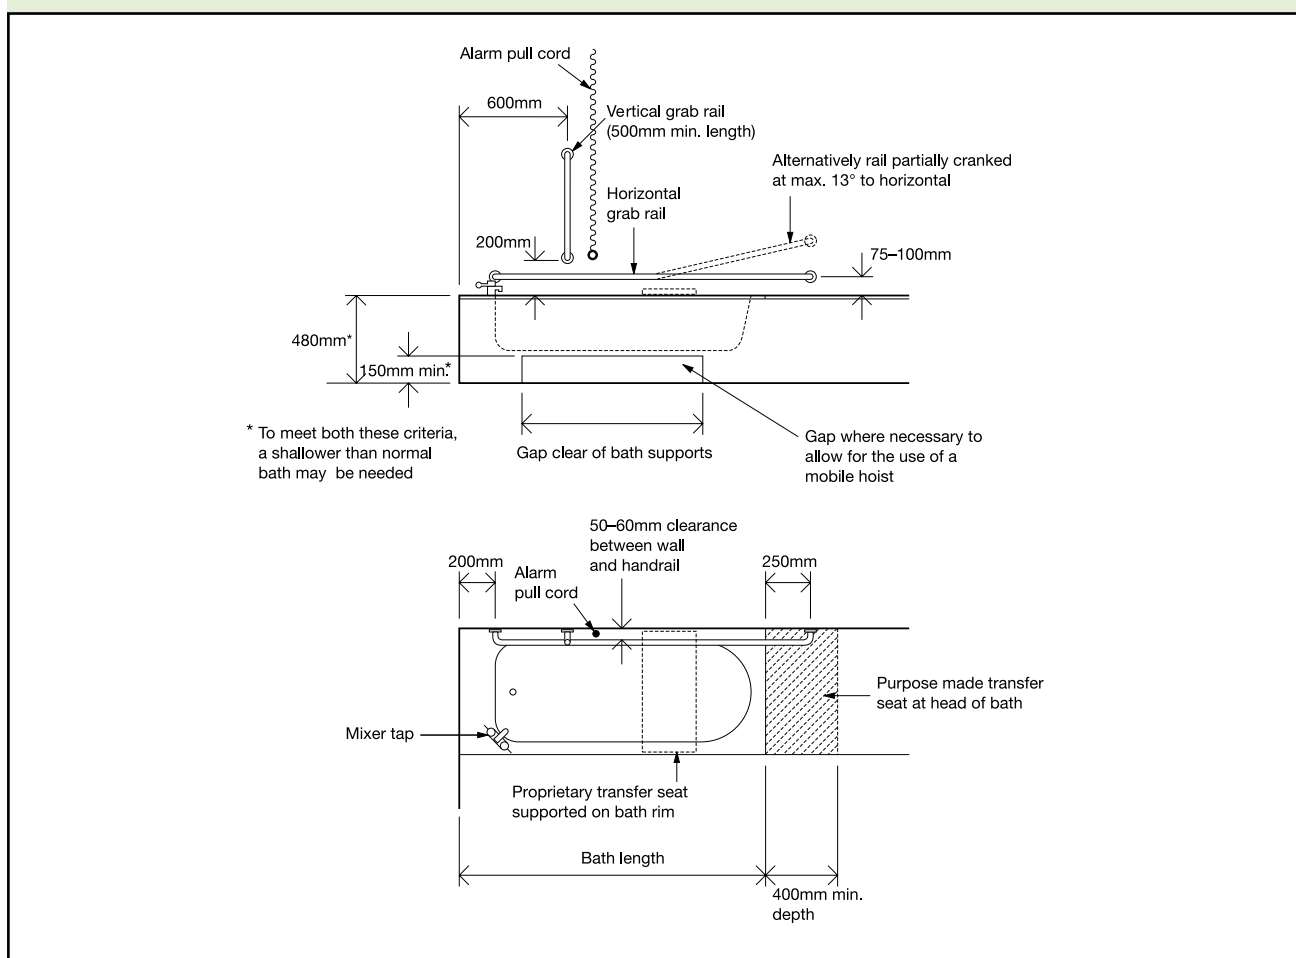 Alarm pull cord
600mm
Vertical grab rail
(500mm min. length)
Alternatively rail partially cranked
at max. 13° to horizontal
Horizontal
grab rail
200mm
75–100mm
480mm*
150mm min.*
* To meet both these criteria,
a shallower than normal
bath may be needed
Gap clear of bath supports
Gap where necessary to
allow for the use of a
mobile hoist
50–60mm clearance
between wall
and handrail
200mm
Alarm
pull cord
250mm
Purpose made transfer
seat at head of bath
Mixer tap
Proprietary transfer seat
supported on bath rim
Bath length
400mm min.
depth